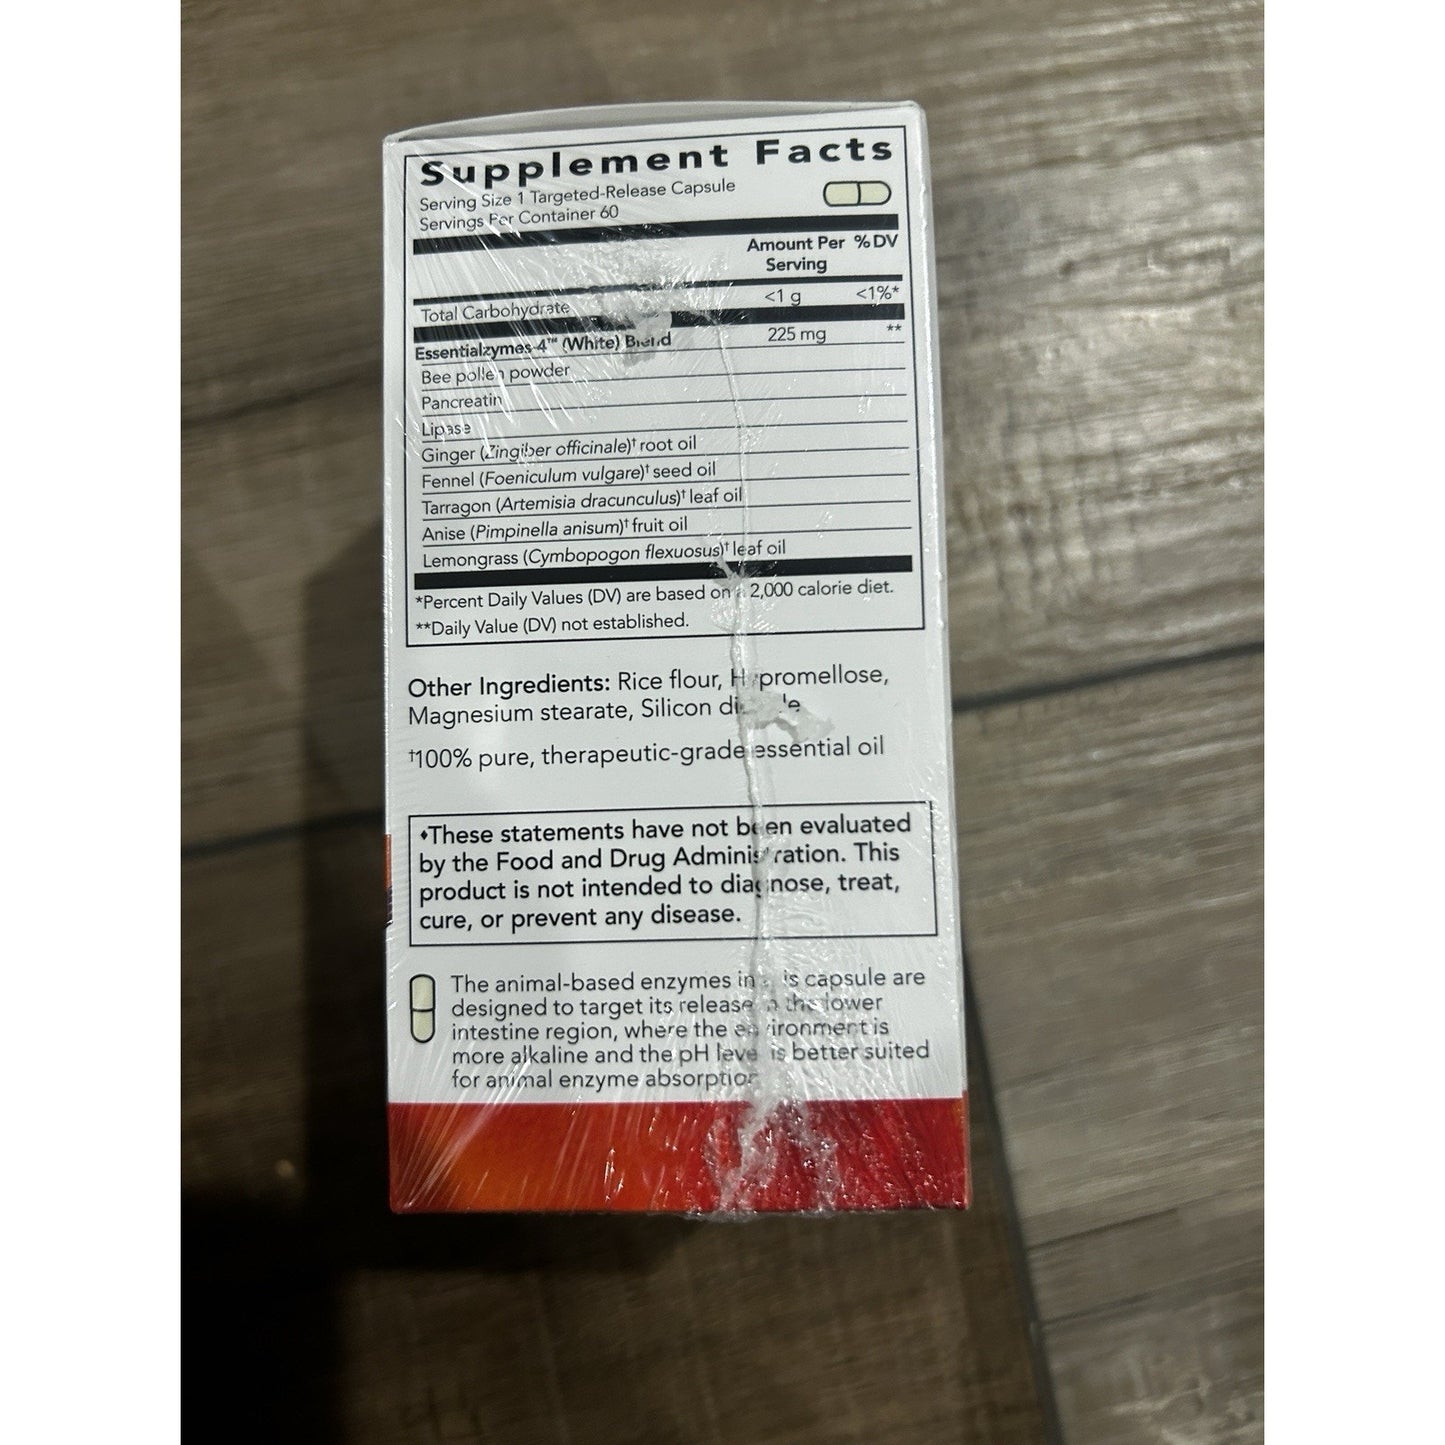 Supplement Facts
Serving Size 1 Targeted-Release Capsule
Servings Per Container 60
Amount Per Serving %DV
Total Carbohydrate <1 g <1%*
Essentialzymes-4™ (White) Blend 225 mg **
Bee pollen powder
Pancreatin
Lipase
Ginger (Zingiber officinale)† root oil
Fennel (Foeniculum vulgare)† seed oil
Tarragon (Artemisia dracunculus)† leaf oil
Anise (Pimpinella anisum)† fruit oil
Lemongrass (Cymbopogon flexuosus)† leaf oil
*Percent Daily Values (DV) are based on a 2,000 calorie diet.
**Daily Value (DV) not established.
Other Ingredients: Rice flour, Hypromellose,
Magnesium stearate, Silicon
†100% pure, therapeutic-grade essential oil
♦These statements have not been evaluated
by the Food and Drug Administration. This
product is not intended to diagnose, treat,
cure, or prevent any disease.
The animal-based enzymes in this capsule are
designed to target its release in the lower
intestine region, where the environment is
more alkaline and the pH level is better suited
for animal enzyme absorption